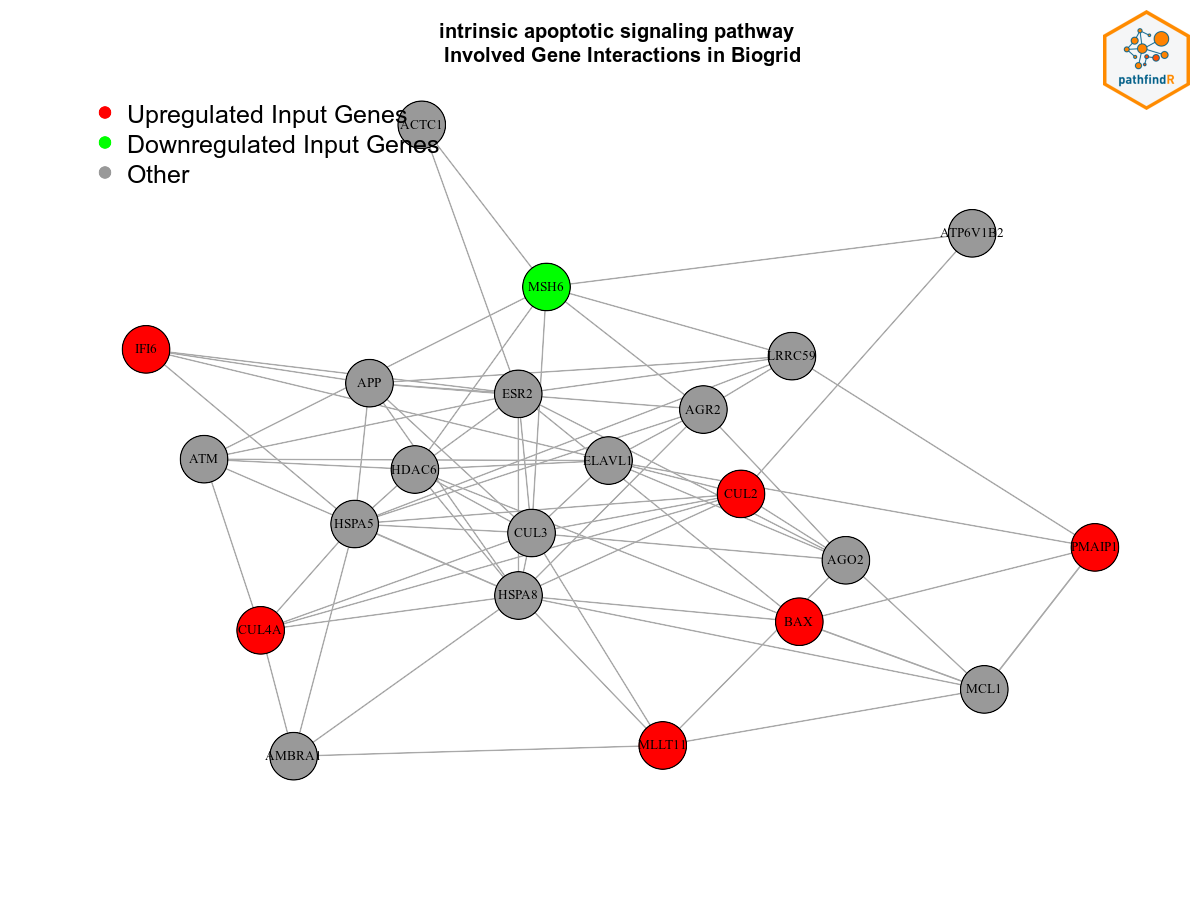 intrinsic apoptotic signaling pathway
Involved Gene Interactions in Biogrid
pathfindR
Upregulated Input Genes
Downregulated Input Genes
Other
ACTC1
ATP6V1B2
MSH6
IFI6
LRRC59
APP
ESR2
AGR2
ATM
HDAC6
ELAVL1
CUL2
HSPA5
CUL3
PMAIP1
AGO2
HSPA8
BAX
CUL4A
MCL1
MLLT11
AMBRA1